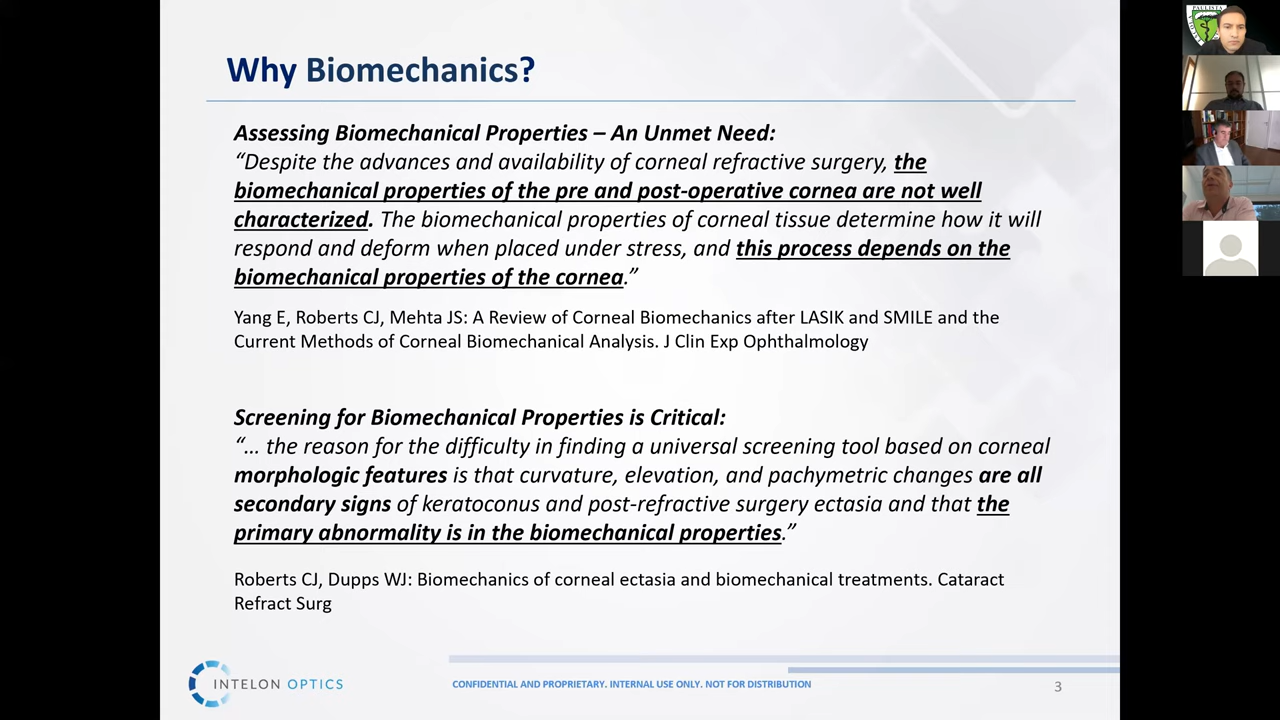 Why Biomechanics?
Assessing Biomechanical Properties – An Unmet Need:
“Despite the advances and availability of corneal refractive surgery, the
biomechanical properties of the pre and post-operative cornea are not well
characterized. The biomechanical properties of corneal tissue determine how it will
respond and deform when placed under stress, and this process depends on the
biomechanical properties of the cornea.”
Yang E, Roberts CJ, Mehta JS: A Review of Corneal Biomechanics after LASIK and SMILE and the
Current Methods of Corneal Biomechanical Analysis. J Clin Exp Ophthalmology
Screening for Biomechanical Properties is Critical:
“… the reason for the difficulty in finding a universal screening tool based on corneal
morphologic features is that curvature, elevation, and pachymetric changes are all
secondary signs of keratoconus and post-refractive surgery ectasia and that the
primary abnormality is in the biomechanical properties.”
Roberts CJ, Dupps WJ: Biomechanics of corneal ectasia and biomechanical treatments. Cataract
Refract Surg
INTELON OPTICS
CONFIDENTIAL AND PROPRIETARY. INTERNAL USE ONLY. NOT FOR DISTRIBUTION
3
PAULISTA